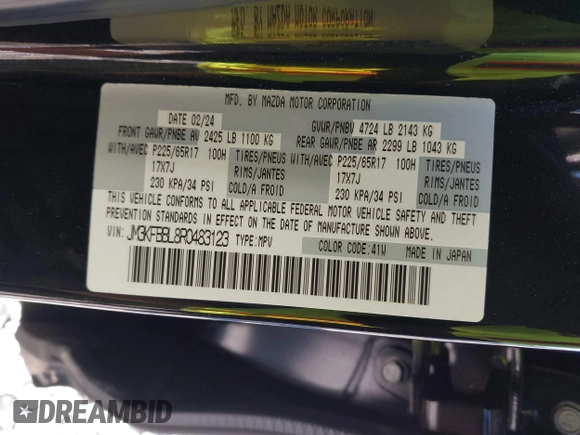 MFD. BY MAZDA MOTOR CORPORATION
DATE 02/24 GVWR/PNBV 4724 LB 2143 KG
FRONT GAWR/PNBE AV 2425 LB 1100 KG REAR GAWR/PNBE AR 2299 LB 1043 KG
WITH/AVEC P225/65R17 100H TIRES/PNEUS WITH/AVEC P225/65R17 100H TIRES/PNEUS
17X7J RIMS/JANTES 17X7J RIMS/JANTES
230 KPA/34 PSI COLD/A FROID 230 KPA/34 PSI COLD/A FROID
THIS VEHICLE CONFORMS TO ALL APPLICABLE FEDERAL MOTOR VEHICLE SAFETY AND THEFT
PREVENTION STANDARDS IN EFFECT ON THE DATE OF MANUFACTURE SHOWN ABOVE.
VIN: JM3KFBBL8R0483123 TYPE:MPV COLOR CODE:41W MADE IN JAPAN
DREAMBID